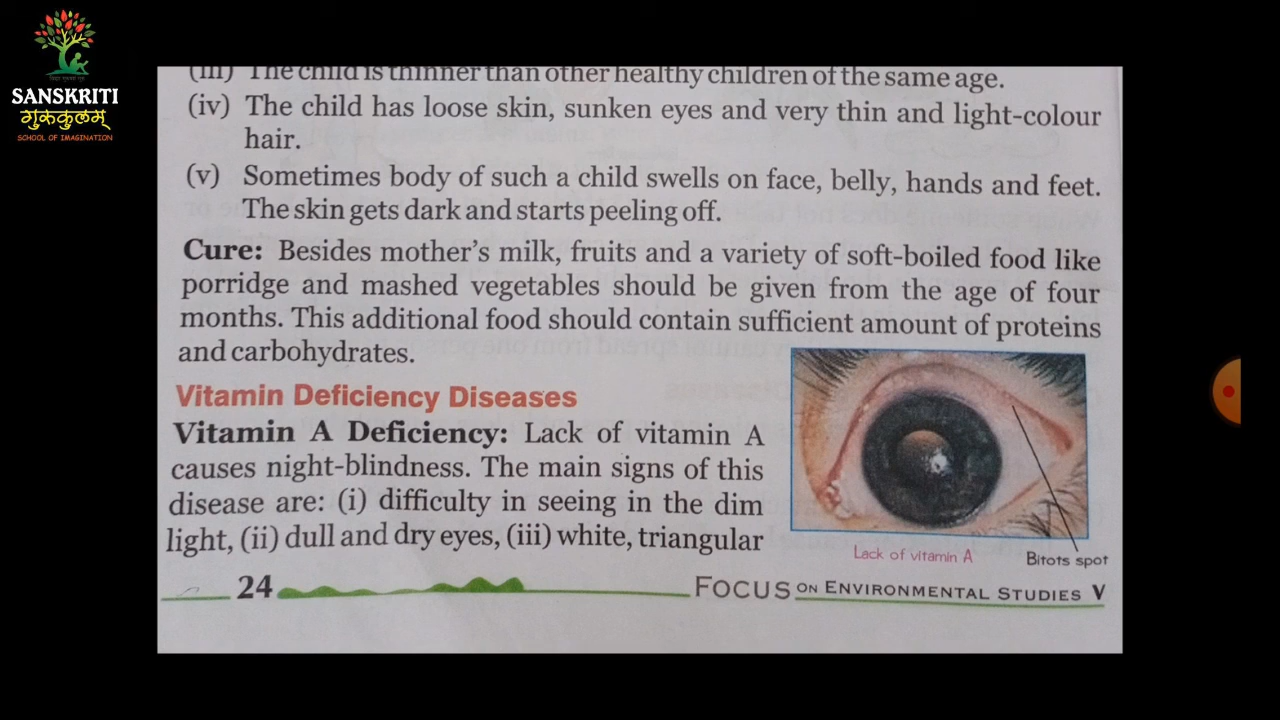 SANSKRITI
गुरुकुलम्
SCHOOL OF IMAGINATION
(iii) The child is thinner than other healthy children of the same age.
(iv) The child has loose skin, sunken eyes and very thin and light-colour
hair.
(v) Sometimes body of such a child swells on face, belly, hands and feet.
The skin gets dark and starts peeling off.
Cure: Besides mother's milk, fruits and a variety of soft-boiled food like
porridge and mashed vegetables should be given from the age of four
months. This additional food should contain sufficient amount of proteins
and carbohydrates.
Vitamin Deficiency Diseases
Vitamin A Deficiency: Lack of vitamin A
causes night-blindness. The main signs of this
disease are: (i) difficulty in seeing in the dim
light, (ii) dull and dry eyes, (iii) white, triangular
Lack of vitamin A
Bitots spot
24
FOCUS ON ENVIRONMENTAL STUDIES V